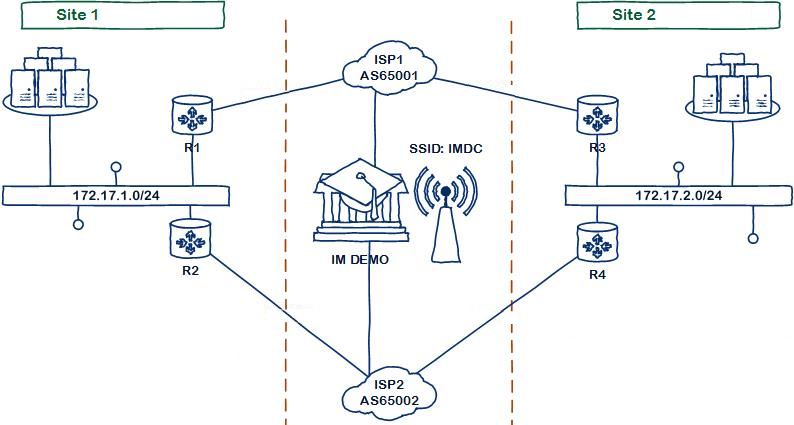 Site 1
Site 2
ISP1
AS65001
R1
R3
SSID: IMDC
172.17.1.0/24
172.17.2.0/24
IM DEMO
R2
R4
ISP2
AS65002